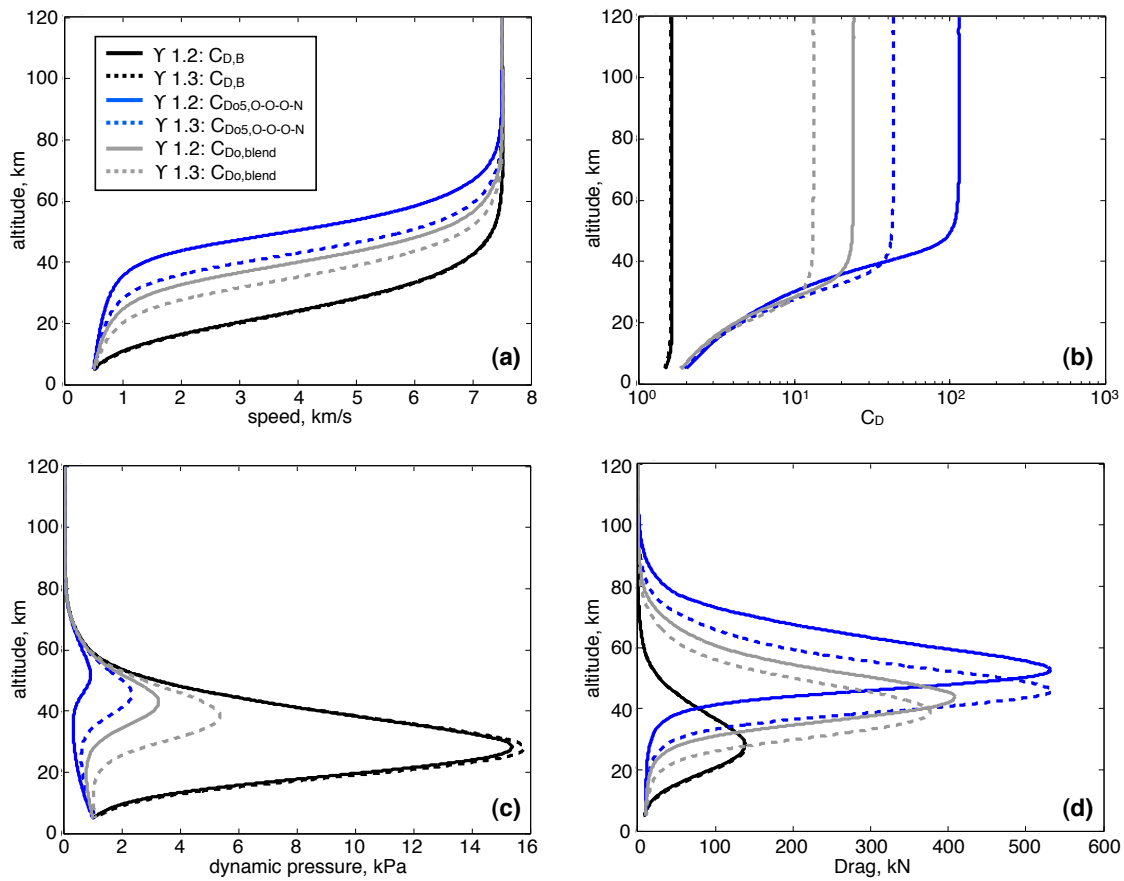 120
100
80
60
40
20
0
altitude, km
ϒ 1.2: C_D,B
ϒ 1.3: C_D,B
ϒ 1.2: C_Do5,O-O-O-N
ϒ 1.3: C_Do5,O-O-O-N
ϒ 1.2: C_Do,blend
ϒ 1.3: C_Do,blend
(a)
0 1 2 3 4 5 6 7 8
speed, km/s
120
100
80
60
40
20
0
altitude, km
(b)
10^0 10^1 10^2 10^3
C_D
120
100
80
60
40
20
0
altitude, km
(c)
0 2 4 6 8 10 12 14 16
dynamic pressure, kPa
120
100
80
60
40
20
0
altitude, km
(d)
0 100 200 300 400 500 600
Drag, kN